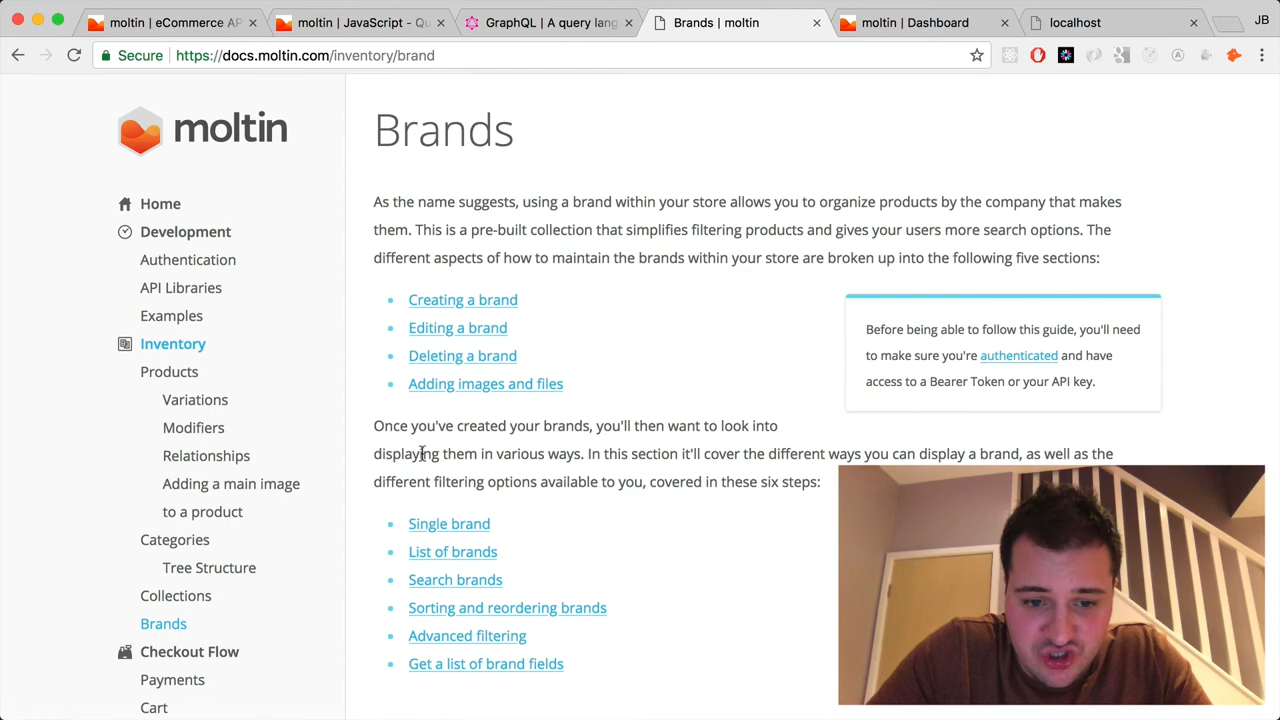 moltin | eCommerce AP
moltin | JavaScript - Qu
GraphQL | A query lang
Brands | moltin
moltin | Dashboard
localhost
JB
Secure
https://docs.moltin.com/inventory/brand
moltin
Home
Development
Authentication
API Libraries
Examples
Inventory
Products
Variations
Modifiers
Relationships
Adding a main image
to a product
Categories
Tree Structure
Collections
Brands
Checkout Flow
Payments
Cart
Brands
As the name suggests, using a brand within your store allows you to organize products by the company that makes
them. This is a pre-built collection that simplifies filtering products and gives your users more search options. The
different aspects of how to maintain the brands within your store are broken up into the following five sections:
Creating a brand
Editing a brand
Deleting a brand
Adding images and files
Before being able to follow this guide, you'll need
to make sure you're authenticated and have
access to a Bearer Token or your API key.
Once you've created your brands, you'll then want to look into
displaying them in various ways. In this section it'll cover the different ways you can display a brand, as well as the
different filtering options available to you, covered in these six steps:
Single brand
List of brands
Search brands
Sorting and reordering brands
Advanced filtering
Get a list of brand fields